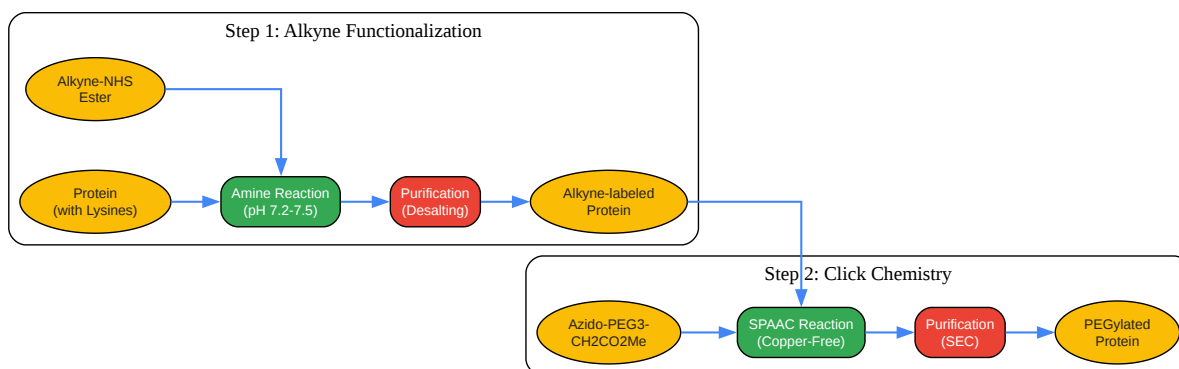 Step 1: Alkyne Functionalization
Alkyne-NHS
Ester
Protein
(with Lysines)
Amine Reaction
(pH 7.2-7.5)
Purification
(Desalting)
Alkyne-labeled
Protein
Step 2: Click Chemistry
Azido-PEG3-
CH2CO2Me
SPAAC Reaction
(Copper-Free)
Purification
(SEC)
PEGylated
Protein